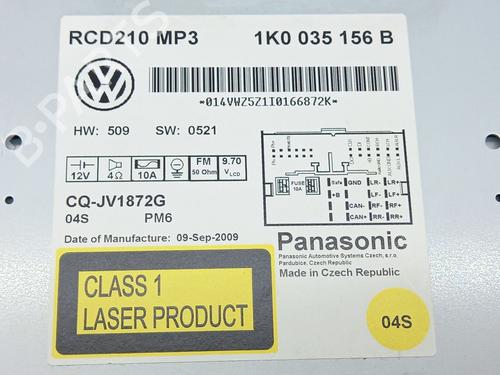 RCD210 MP3 1K0 035 156 B
*014VWZ5Z1I0166872K*
HW: 509 SW: 0521
12V 4Ω 10A FM 50 Ohm 9.70 VLCD
FUSE 10A
Safe GND LR- LR+
+B LF- LF+
CAN- RF- RF+
CAN+ RR- RR+
CQ-JV1872G
04S PM6
Date of Manufacture: 09-Sep-2009
Panasonic
Panasonic Automotive Systems Czech, s.r.o.
Pardubice, Czech Republic
Made in Czech Republic
CLASS 1
LASER PRODUCT
04S
B-PARTS